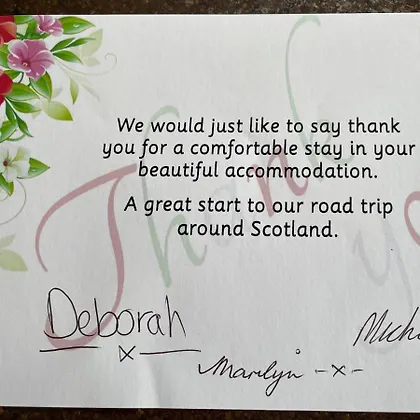 Thank
We would just like to say thank
you for a comfortable stay in your
beautiful accommodation.
A great start to our road trip
around Scotland.
Deborah
x
Marilyn -x-